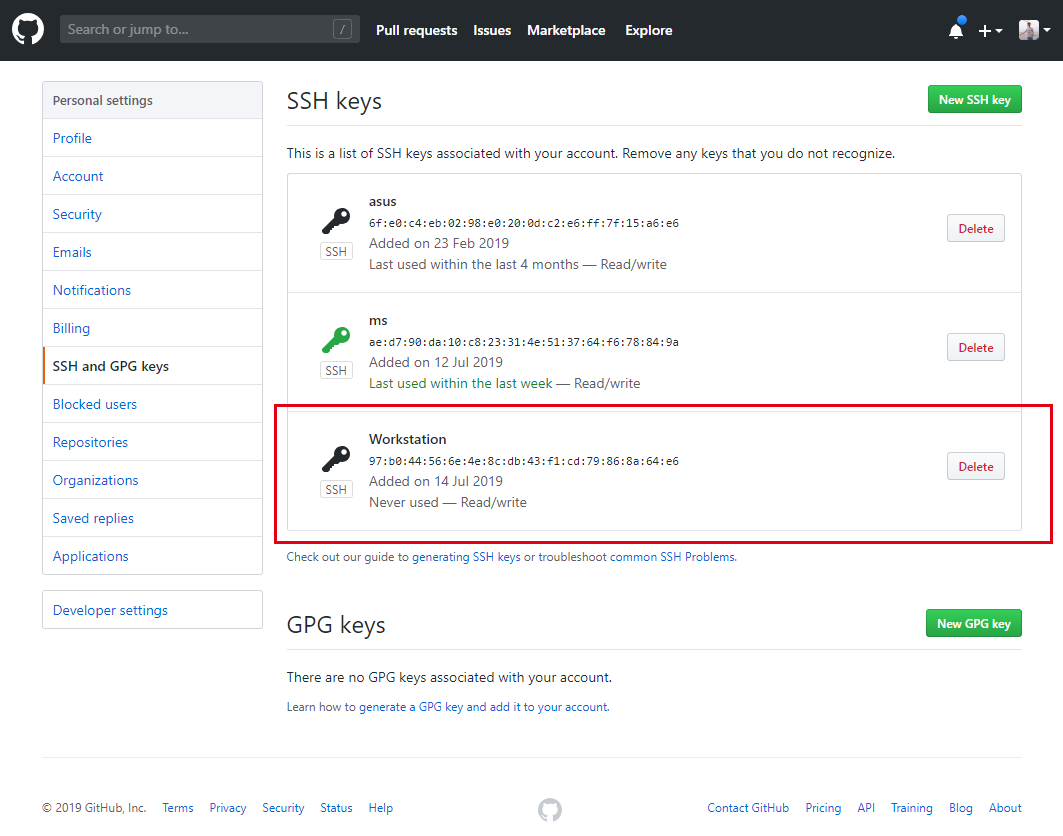 Search or jump to... /
Pull requests Issues Marketplace Explore
Personal settings
Profile
Account
Security
Emails
Notifications
Billing
SSH and GPG keys
Blocked users
Repositories
Organizations
Saved replies
Applications
Developer settings
SSH keys
New SSH key
This is a list of SSH keys associated with your account. Remove any keys that you do not recognize.
asus
6f:e0:c4:eb:02:98:e0:20:0d:c2:e6:ff:7f:15:a6:e6
Added on 23 Feb 2019
Last used within the last 4 months — Read/write
SSH
Delete
ms
ae:d7:90:da:10:c8:23:31:4e:51:37:64:f6:78:84:9a
Added on 12 Jul 2019
Last used within the last week — Read/write
SSH
Delete
Workstation
97:b0:44:56:6e:4e:8c:db:43:f1:cd:79:86:8a:64:e6
Added on 14 Jul 2019
Never used — Read/write
SSH
Delete
Check out our guide to generating SSH keys or troubleshoot common SSH Problems.
GPG keys
New GPG key
There are no GPG keys associated with your account.
Learn how to generate a GPG key and add it to your account.
© 2019 GitHub, Inc. Terms Privacy Security Status Help
Contact GitHub Pricing API Training Blog About